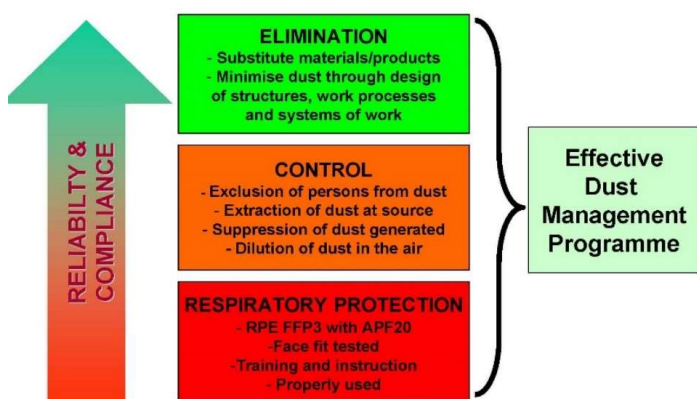 RELIABILTY &
COMPLIANCE
ELIMINATION
- Substitute materials/products
- Minimise dust through design
of structures, work processes
and systems of work
CONTROL
- Exclusion of persons from dust
- Extraction of dust at source
- Suppression of dust generated
- Dilution of dust in the air
RESPIRATORY PROTECTION
- RPE FFP3 with APF20
-Face fit tested
-Training and instruction
- Properly used
Effective
Dust
Management
Programme